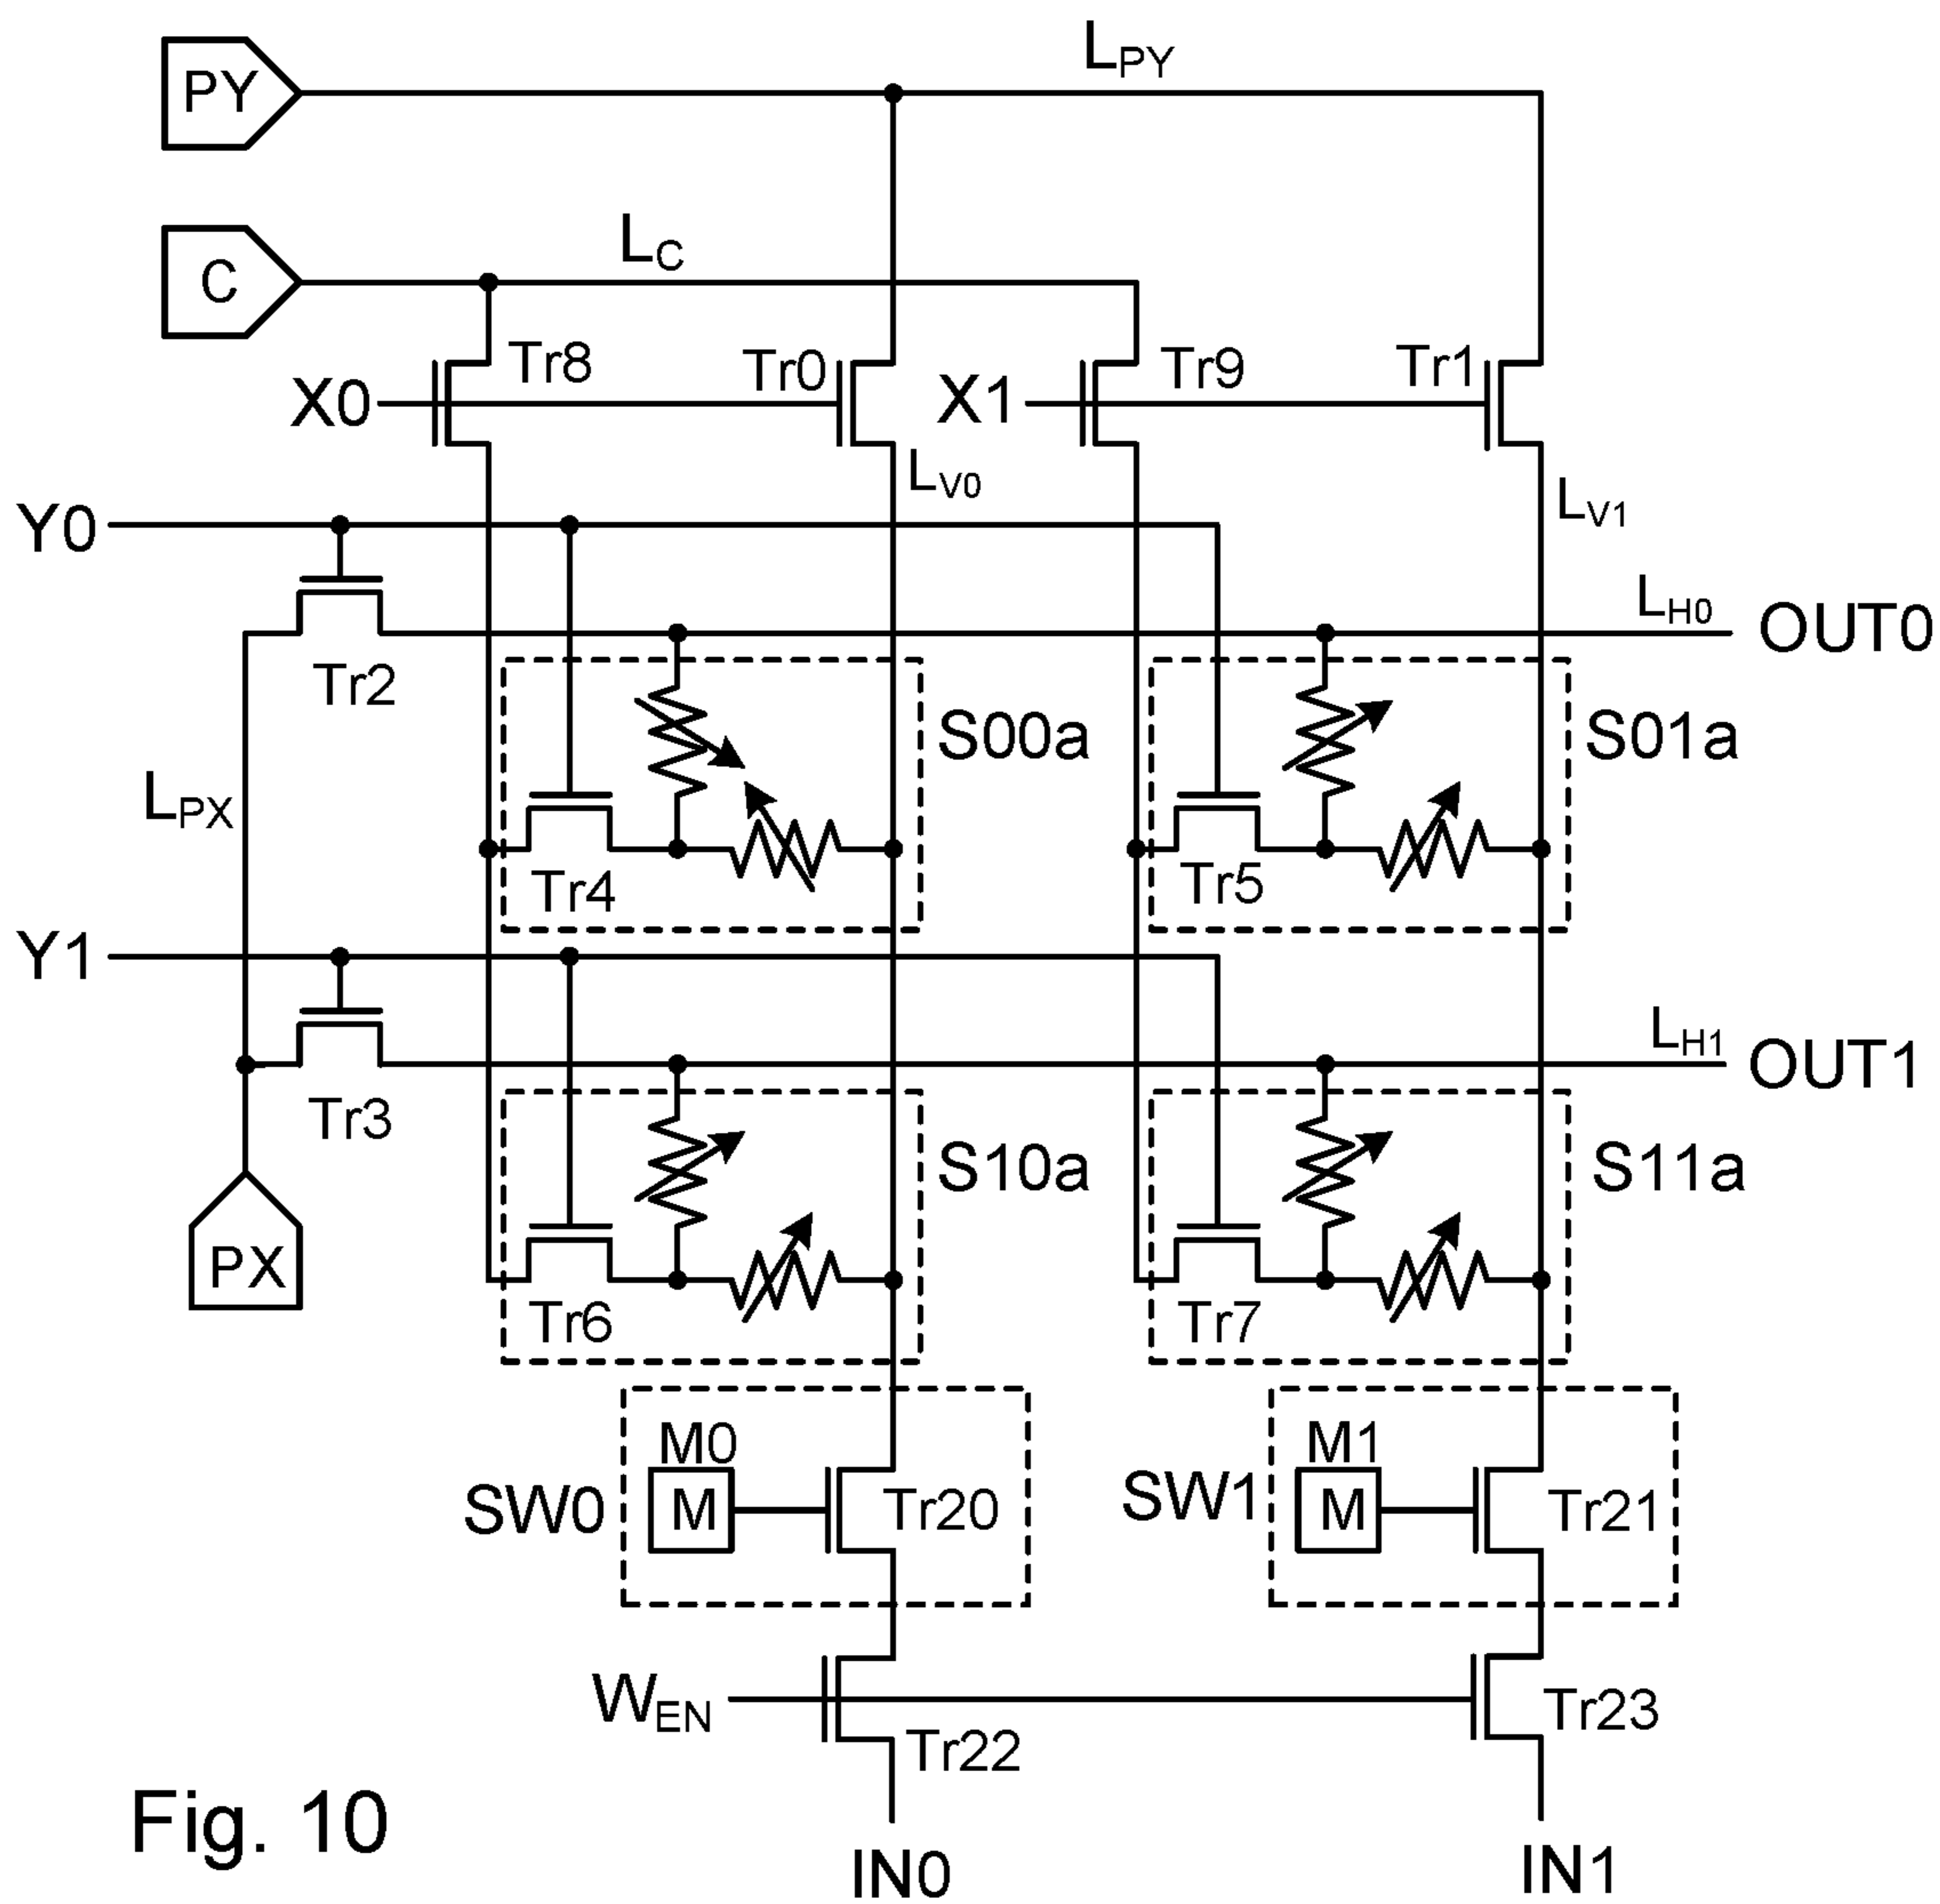 PY
LPY
C
LC
Tr8
Tr0
Tr9
Tr1
X0
X1
LV0
LV1
Y0
LH0
OUT0
Tr2
S00a
S01a
LPX
Tr4
Tr5
Y1
LH1
OUT1
Tr3
S10a
S11a
PX
Tr6
Tr7
M0
M1
SW0
M
Tr20
SW1
M
Tr21
WEN
Tr22
Tr23
Fig. 10
IN0
IN1